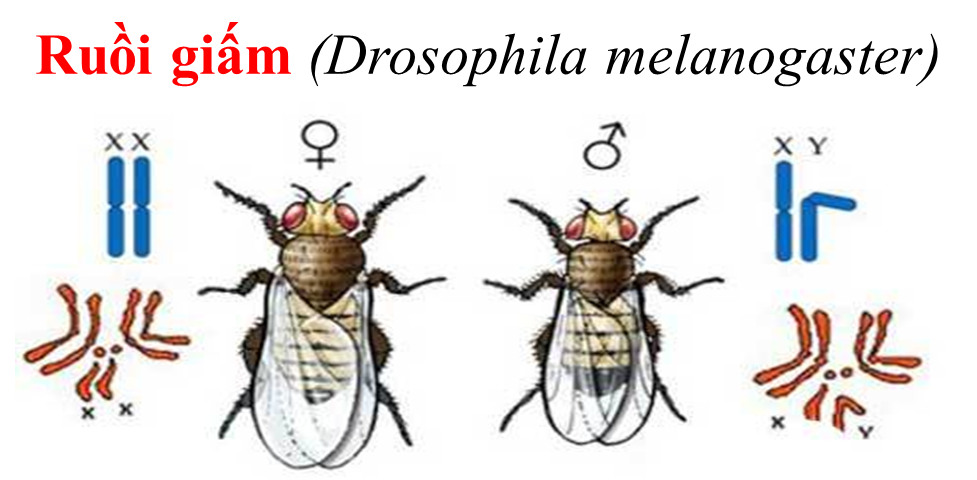 Ruồi giấm (Drosophila melanogaster)
X X
♀
♂
X Y
x x
x Y